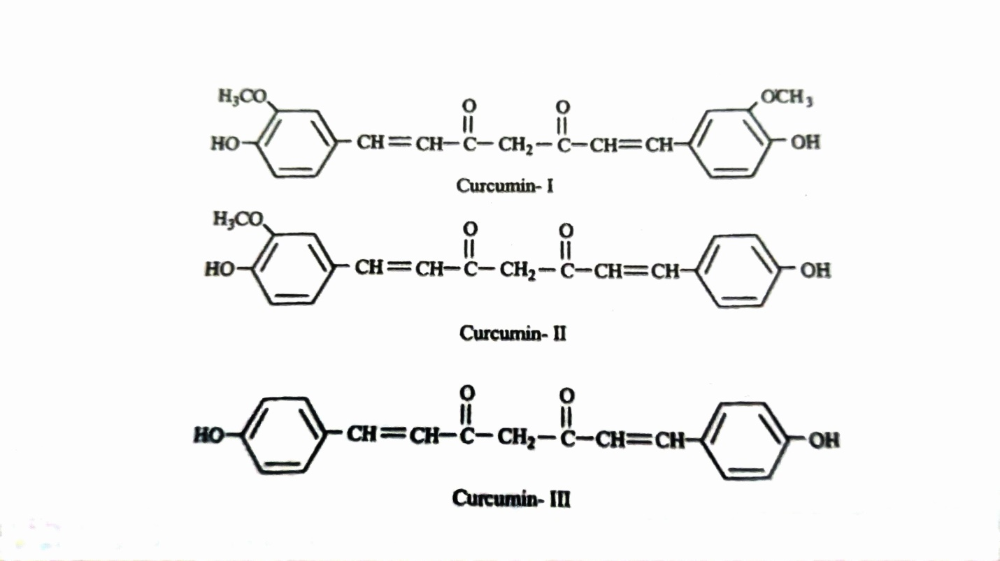 H₃CO OCH₃
O O
HO CH=CH-C-CH₂-C-CH=CH OH
Curcumin- I
H₃CO
O O
HO CH=CH-C-CH₂-C-CH=CH OH
Curcumin- II
O O
HO CH=CH-C-CH₂-C-CH=CH OH
Curcumin- III